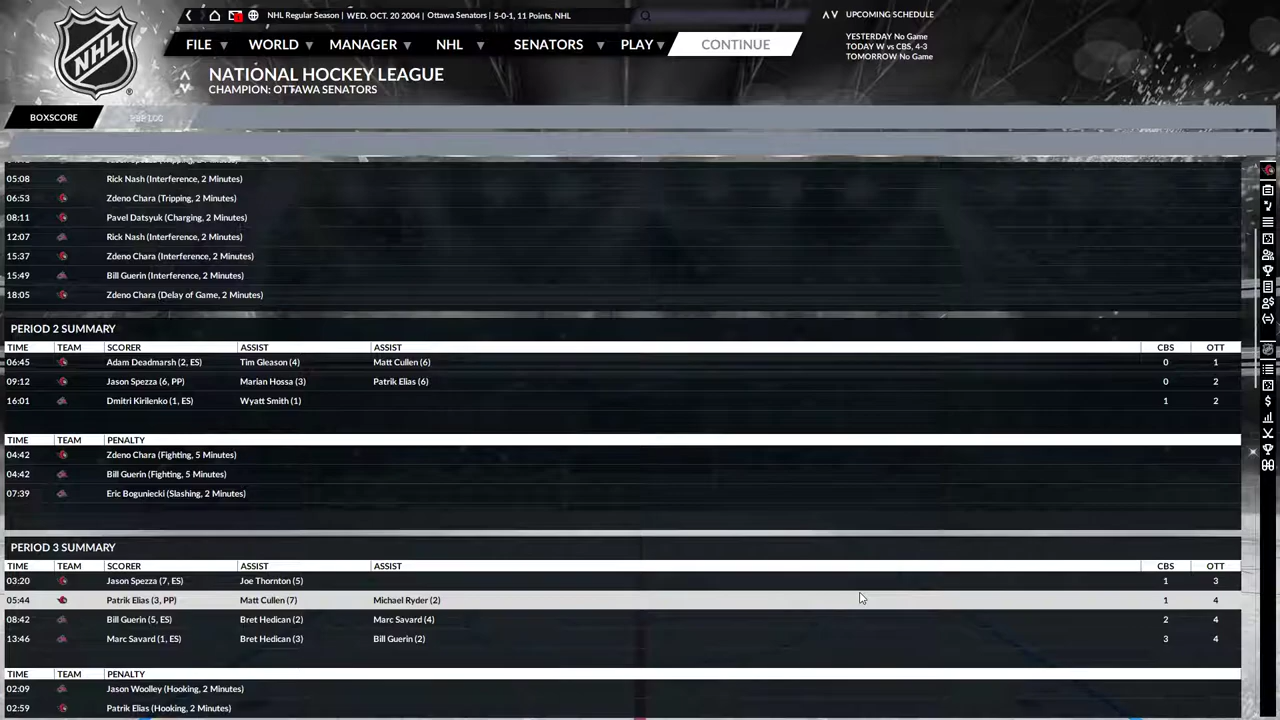 NHL Regular Season | WED. OCT. 20 2004 | Ottawa Senators | 5-0-1, 11 Points, NHL
UPCOMING SCHEDULE
YESTERDAY No Game
TODAY W vs CBS, 4-3
TOMORROW No Game
NHL
FILE WORLD MANAGER NHL SENATORS PLAY CONTINUE
NATIONAL HOCKEY LEAGUE
CHAMPION: OTTAWA SENATORS
BOXSCORE
05:08 Rick Nash (Interference, 2 Minutes)
06:53 Zdeno Chara (Tripping, 2 Minutes)
08:11 Pavel Datsyuk (Charging, 2 Minutes)
12:07 Rick Nash (Interference, 2 Minutes)
15:37 Zdeno Chara (Interference, 2 Minutes)
15:49 Bill Guerin (Interference, 2 Minutes)
18:05 Zdeno Chara (Delay of Game, 2 Minutes)
PERIOD 2 SUMMARY
TIME TEAM SCORER ASSIST ASSIST CBS OTT
06:45 Adam Deadmarsh (2, ES) Tim Gleason (4) Matt Cullen (6) 0 1
09:12 Jason Spezza (6, PP) Marian Hossa (3) Patrik Elias (6) 0 2
16:01 Dmitri Kirilenko (1, ES) Wyatt Smith (1) 1 2
TIME TEAM PENALTY
04:42 Zdeno Chara (Fighting, 5 Minutes)
04:42 Bill Guerin (Fighting, 5 Minutes)
07:39 Eric Boguniecki (Slashing, 2 Minutes)
PERIOD 3 SUMMARY
TIME TEAM SCORER ASSIST ASSIST CBS OTT
03:20 Jason Spezza (7, ES) Joe Thornton (5) 1 3
05:44 Patrik Elias (3, PP) Matt Cullen (7) Michael Ryder (2) 1 4
08:42 Bill Guerin (5, ES) Bret Hedican (2) Marc Savard (4) 2 4
13:46 Marc Savard (1, ES) Bret Hedican (3) Bill Guerin (2) 3 4
TIME TEAM PENALTY
02:09 Jason Woolley (Hooking, 2 Minutes)
02:59 Patrik Elias (Hooking, 2 Minutes)